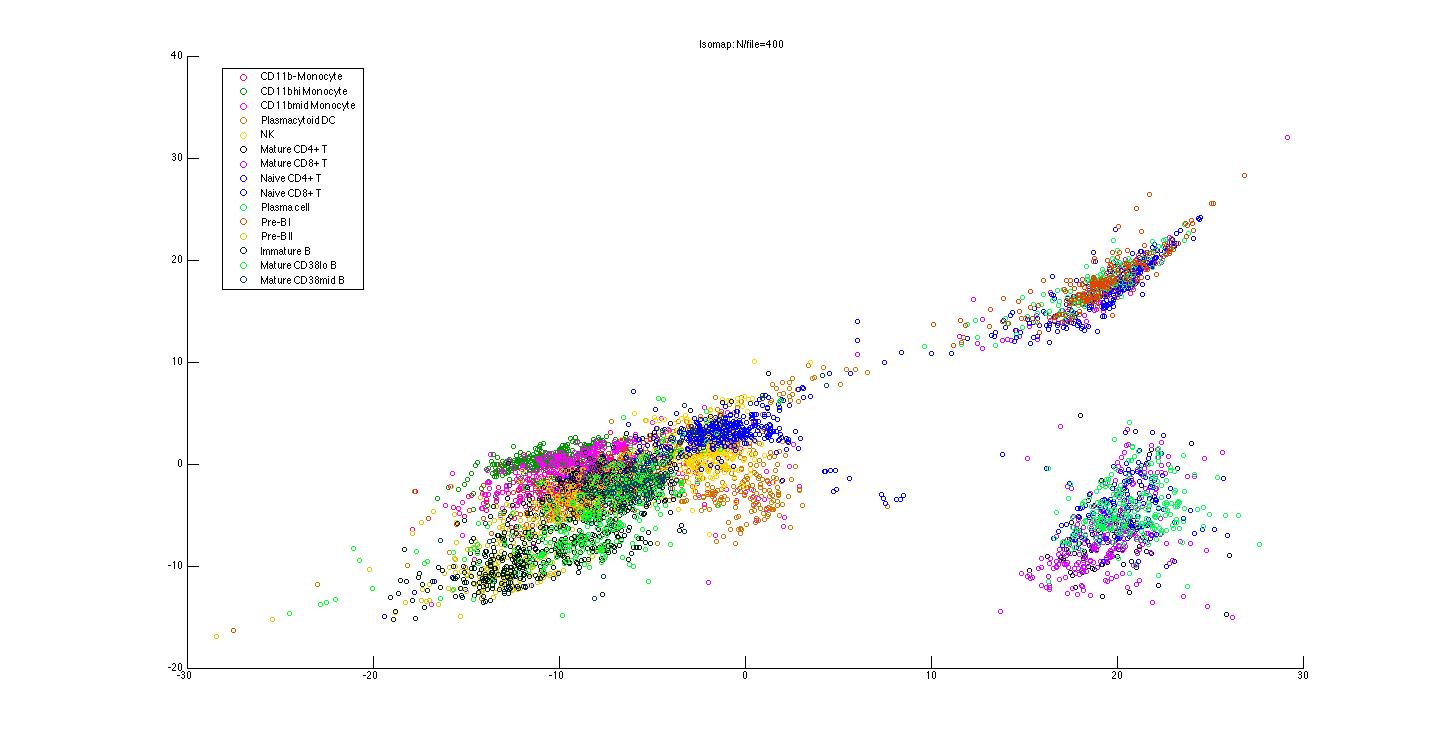 Isomap: N/file=400
40
CD11b-Monocyte
CD11bhi Monocyte
CD11bmid Monocyte
Plasmacytoid DC
NK
Mature CD4+ T
Mature CD8+ T
Naive CD4+ T
Naive CD8+ T
Plasma cell
Pre-B I
Pre-B II
Immature B
Mature CD38lo B
Mature CD38mid B
30
20
10
0
-10
-20
-30
-20
-10
0
10
20
30